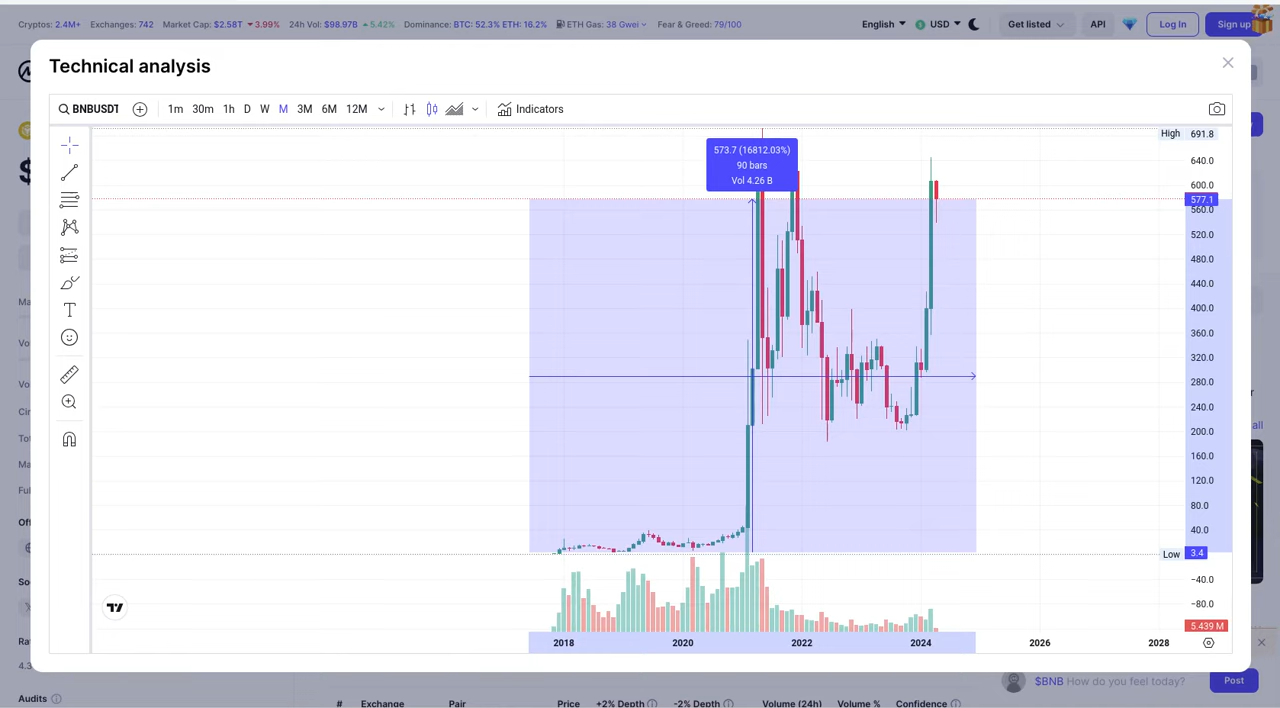 Cryptos: 2.4M+ Exchanges: 742 Market Cap: $2.58T 3.99% 24h Vol: $98.97B 5.42% Dominance: BTC: 52.3% ETH: 16.2% ETH Gas: 38 Gwei Fear & Greed: 79/100 English USD Get listed API Log In Sign up
Technical analysis
BNBUSDT 1m 30m 1h D W M 3M 6M 12M Indicators
High 691.8
573.7 (16812.03%)
90 bars
Vol 4.26 B
640.0
600.0
577.1
560.0
520.0
480.0
440.0
400.0
360.0
320.0
280.0
240.0
200.0
160.0
120.0
80.0
40.0
Low 3.4
−40.0
−80.0
5.439 M
2018 2020 2022 2024 2026 2028
$BNB How do you feel today? Post
Audits
# Exchange Pair Price +2% Depth -2% Depth Volume (24h) Volume % Confidence